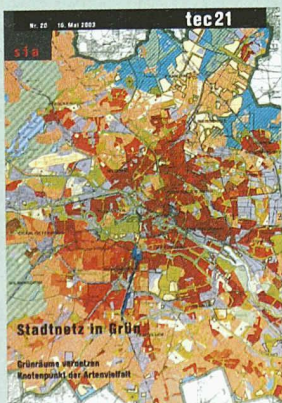 Nr. 20 16. Mai 2003
tec21
sia
Stadtnetz in Grün
Grünräume vernetzen
Knotenpunkt der Artenvielfalt